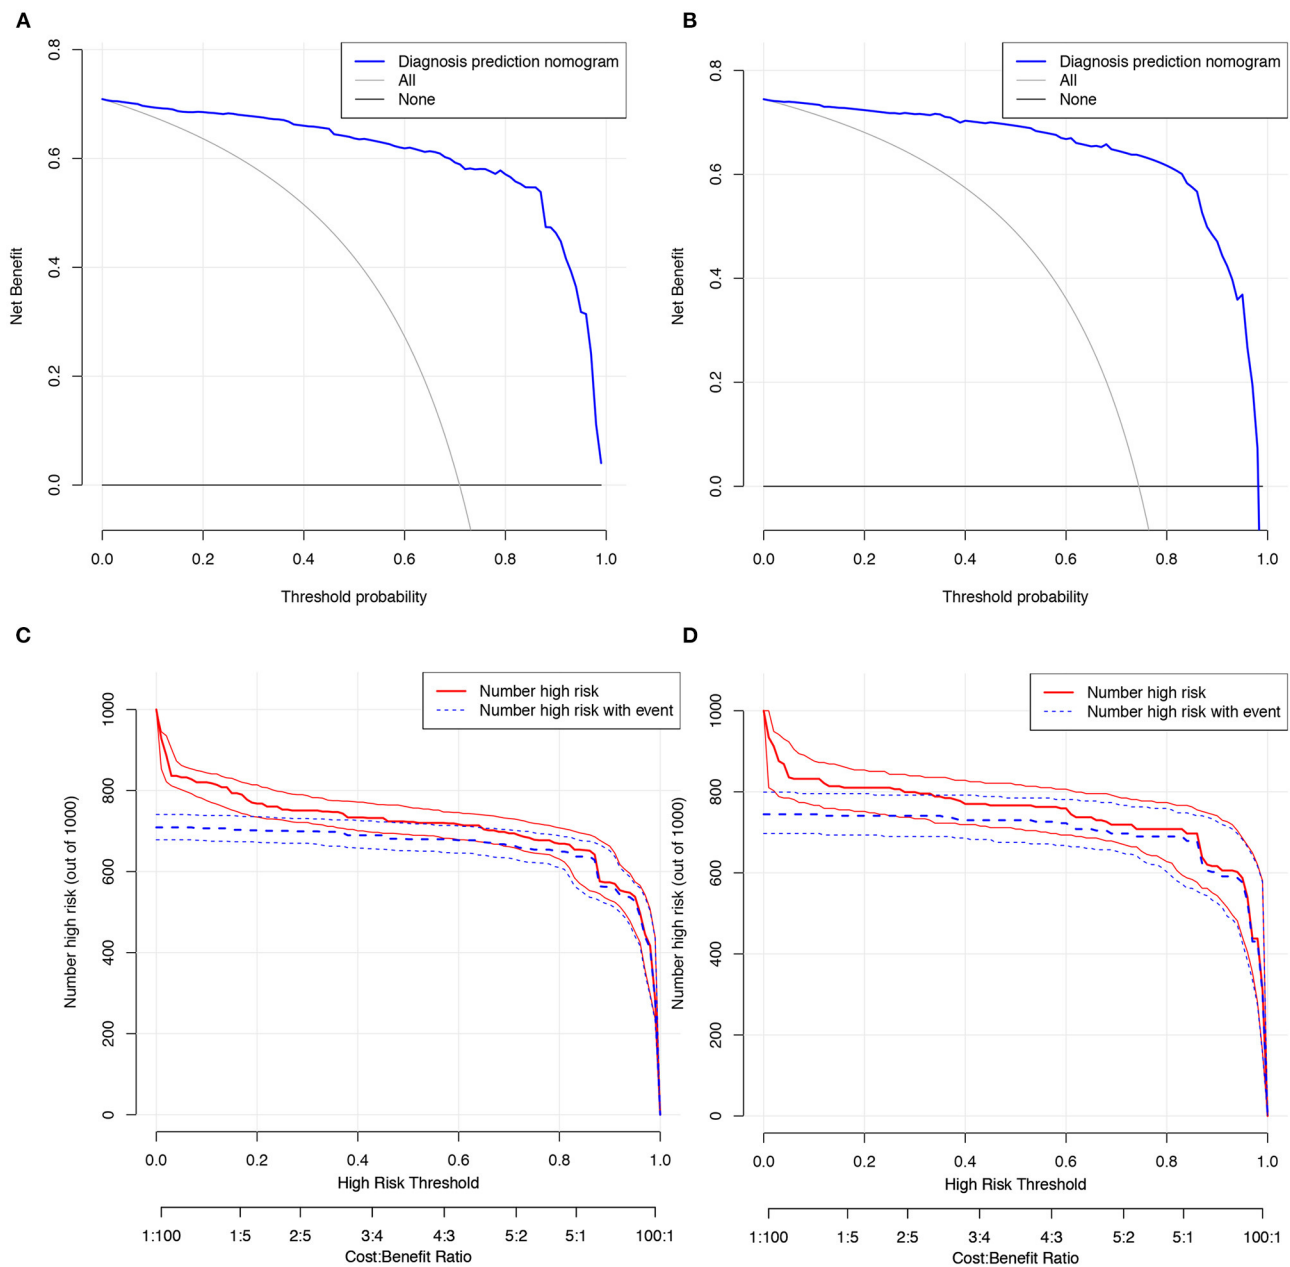 A
Diagnosis prediction nomogram
All
None
Net Benefit
0.8
0.6
0.4
0.2
0.0
0.0 0.2 0.4 0.6 0.8 1.0
Threshold probability
B
Diagnosis prediction nomogram
All
None
Net Benefit
0.8
0.6
0.4
0.2
0.0
0.0 0.2 0.4 0.6 0.8 1.0
Threshold probability
C
Number high risk
Number high risk with event
Number high risk (out of 1000)
1000
800
600
400
200
0
0.0 0.2 0.4 0.6 0.8 1.0
High Risk Threshold
1:100 1:5 2:5 3:4 4:3 5:2 5:1 100:1
Cost:Benefit Ratio
D
Number high risk
Number high risk with event
Number high risk (out of 1000)
1000
800
600
400
200
0
0.0 0.2 0.4 0.6 0.8 1.0
High Risk Threshold
1:100 1:5 2:5 3:4 4:3 5:2 5:1 100:1
Cost:Benefit Ratio